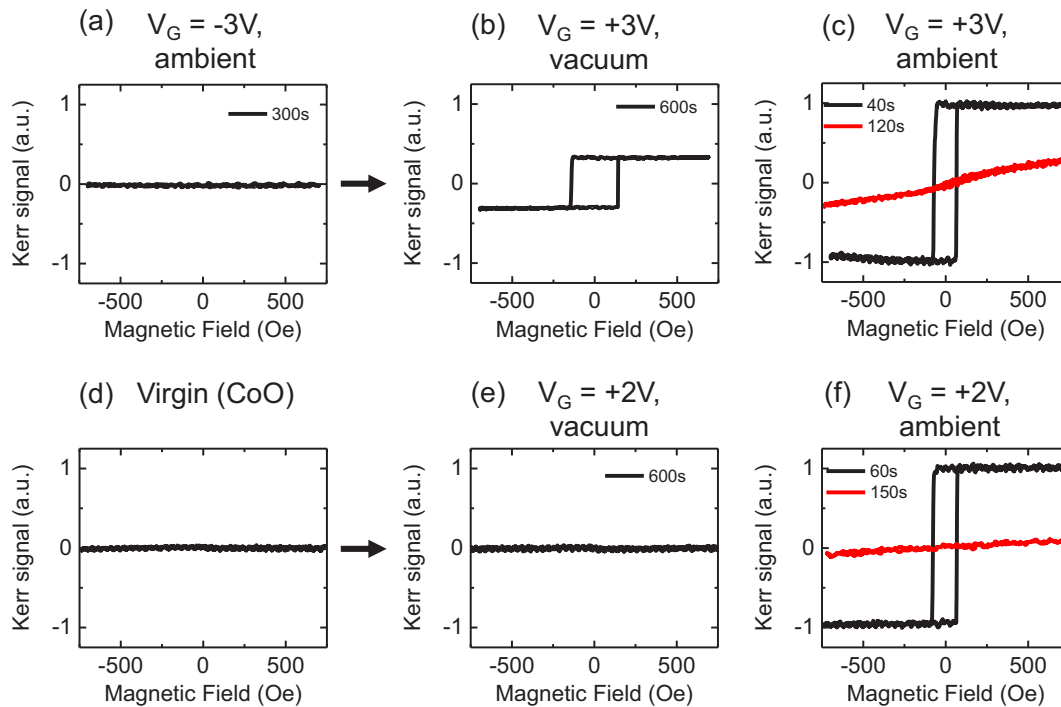 (a) V_G = -3V,
ambient
1
0
-1
Kerr signal (a.u.)
300s
-500 0 500
Magnetic Field (Oe)
(b) V_G = +3V,
vacuum
1
0
-1
Kerr signal (a.u.)
600s
-500 0 500
Magnetic Field (Oe)
(c) V_G = +3V,
ambient
1
0
-1
Kerr signal (a.u.)
40s
120s
-500 0 500
Magnetic Field (Oe)
(d) Virgin (CoO)
1
0
-1
Kerr signal (a.u.)
-500 0 500
Magnetic Field (Oe)
(e) V_G = +2V,
vacuum
1
0
-1
Kerr signal (a.u.)
600s
-500 0 500
Magnetic Field (Oe)
(f) V_G = +2V,
ambient
1
0
-1
Kerr signal (a.u.)
60s
150s
-500 0 500
Magnetic Field (Oe)